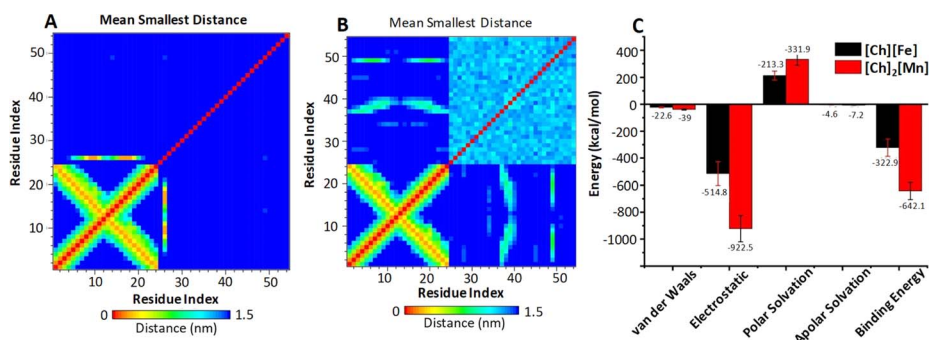 A
Mean Smallest Distance
50
40
30
20
10
Residue Index
10 20 30 40 50
Residue Index
0 1.5
Distance (nm)
B
Mean Smallest Distance
50
40
30
20
10
Residue Index
10 20 30 40 50
Residue Index
0 1.5
Distance (nm)
C
[Ch][Fe]
[Ch]₂[Mn]
400
200
0
-200
-400
-600
-800
-1000
Energy (kcal/mol)
-22.6
-39
-514.8
-922.5
-213.3
-331.9
-4.6
-7.2
-322.9
-642.1
van der Waals
Electrostatic
Polar Solvation
Apolar Solvation
Binding Energy